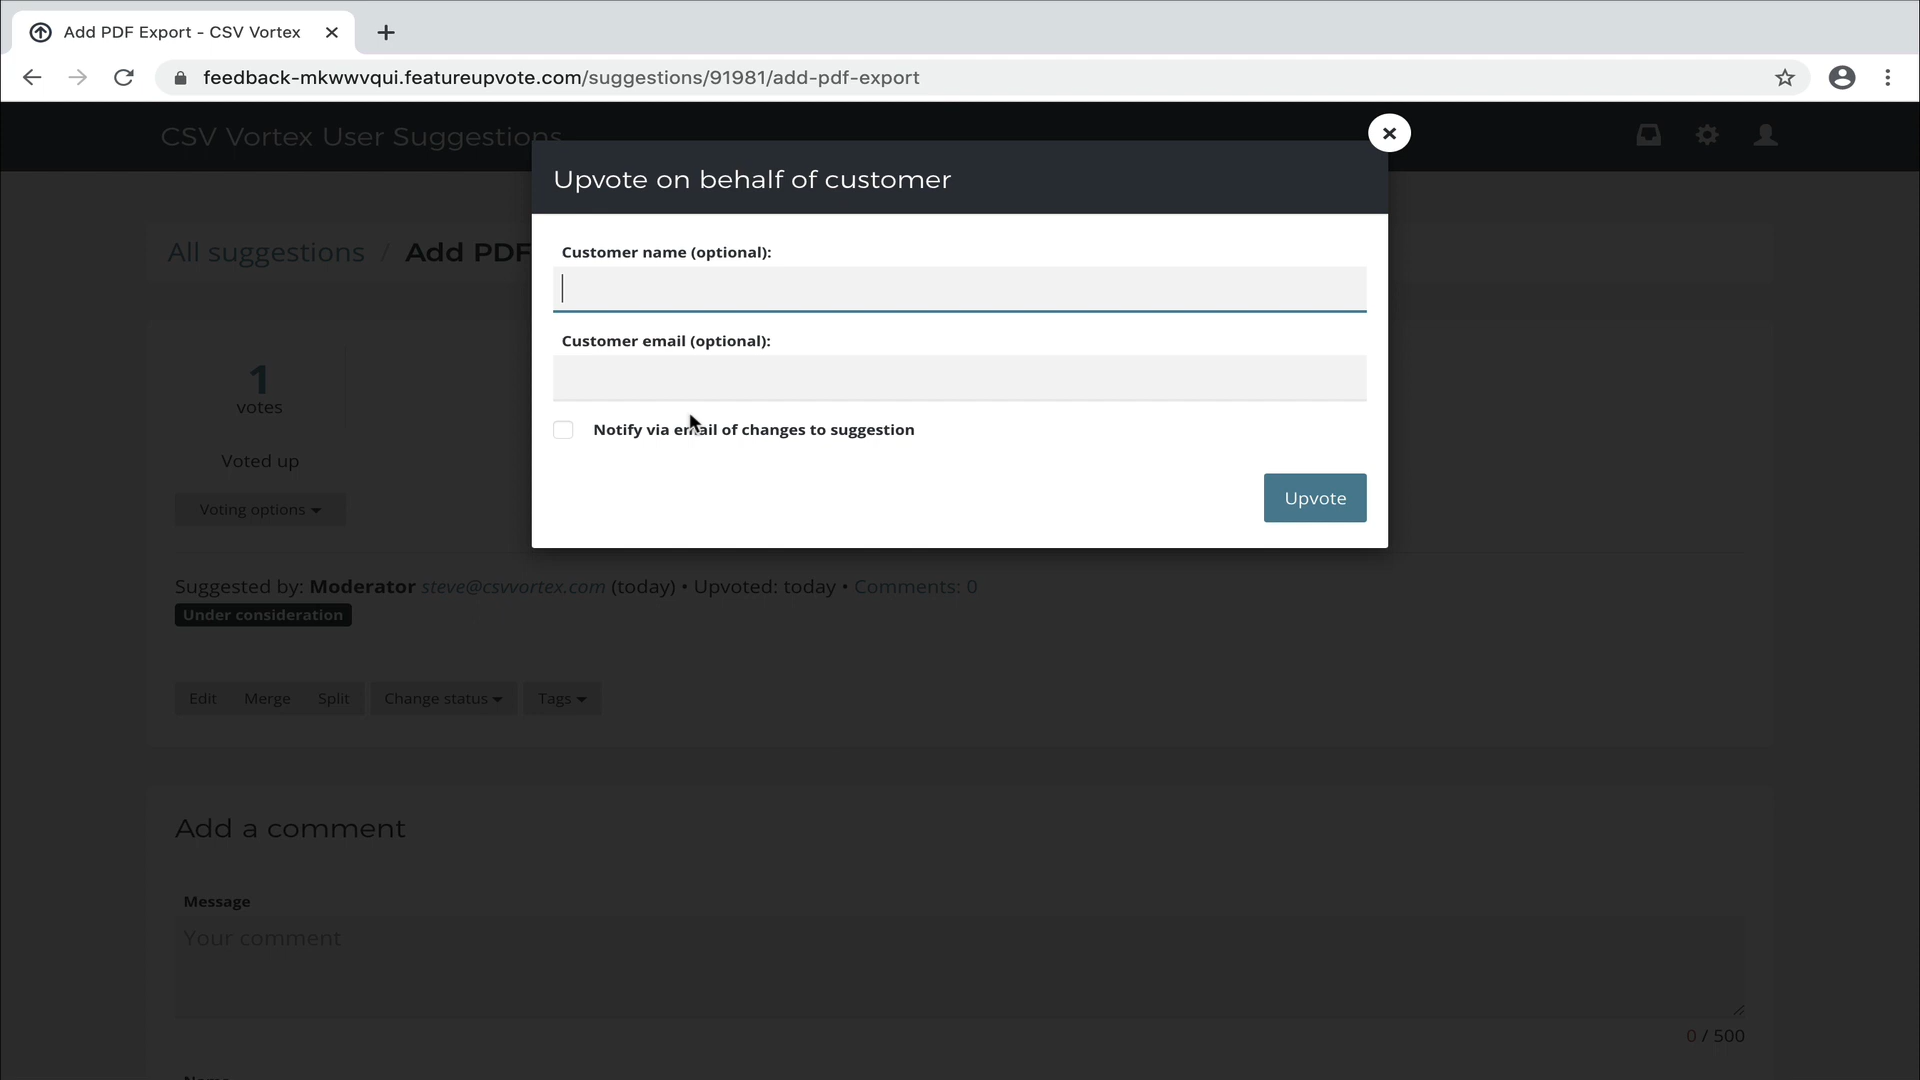 Add PDF Export - CSV Vortex
feedback-mkwwvqui.featureupvote.com/suggestions/91981/add-pdf-export
CSV Vortex User Suggestions
Upvote on behalf of customer
All suggestions / Add PDF
Customer name (optional):
Customer email (optional):
Notify via email of changes to suggestion
Upvote
1
votes
Voted up
Voting options
Suggested by: Moderator steve@csvvortex.com (today) • Upvoted: today • Comments: 0
Under consideration
Edit Merge Split Change status Tags
Add a comment
Message
Your comment
0 / 500